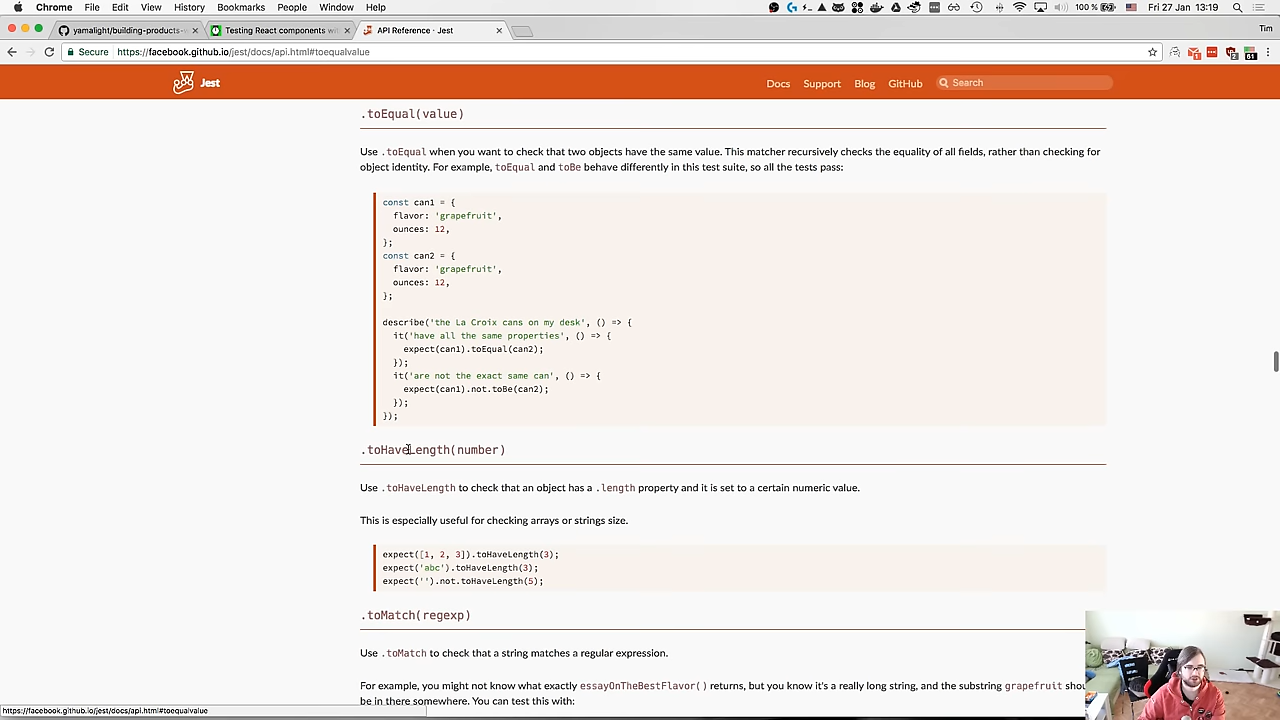 Chrome File Edit View History Bookmarks People Window Help
100 % Fri 27 Jan 13:19
yamalight/building-products-
Testing React components wit
API Reference · Jest
Tim
Secure https://facebook.github.io/jest/docs/api.html#toequalvalue
Jest
Docs Support Blog GitHub Search
.toEqual(value)
Use .toEqual when you want to check that two objects have the same value. This matcher recursively checks the equality of all fields, rather than checking for
object identity. For example, toEqual and toBe behave differently in this test suite, so all the tests pass:
const can1 = {
flavor: 'grapefruit',
ounces: 12,
};
const can2 = {
flavor: 'grapefruit',
ounces: 12,
};
describe('the La Croix cans on my desk', () => {
it('have all the same properties', () => {
expect(can1).toEqual(can2);
});
it('are not the exact same can', () => {
expect(can1).not.toBe(can2);
});
});
.toHaveLength(number)
Use .toHaveLength to check that an object has a .length property and it is set to a certain numeric value.
This is especially useful for checking arrays or strings size.
expect([1, 2, 3]).toHaveLength(3);
expect('abc').toHaveLength(3);
expect('').not.toHaveLength(5);
.toMatch(regexp)
Use .toMatch to check that a string matches a regular expression.
For example, you might not know what exactly essayOnTheBestFlavor() returns, but you know it's a really long string, and the substring grapefruit shou
be in there somewhere. You can test this with:
https://facebook.github.io/jest/docs/api.html#toequalvalue